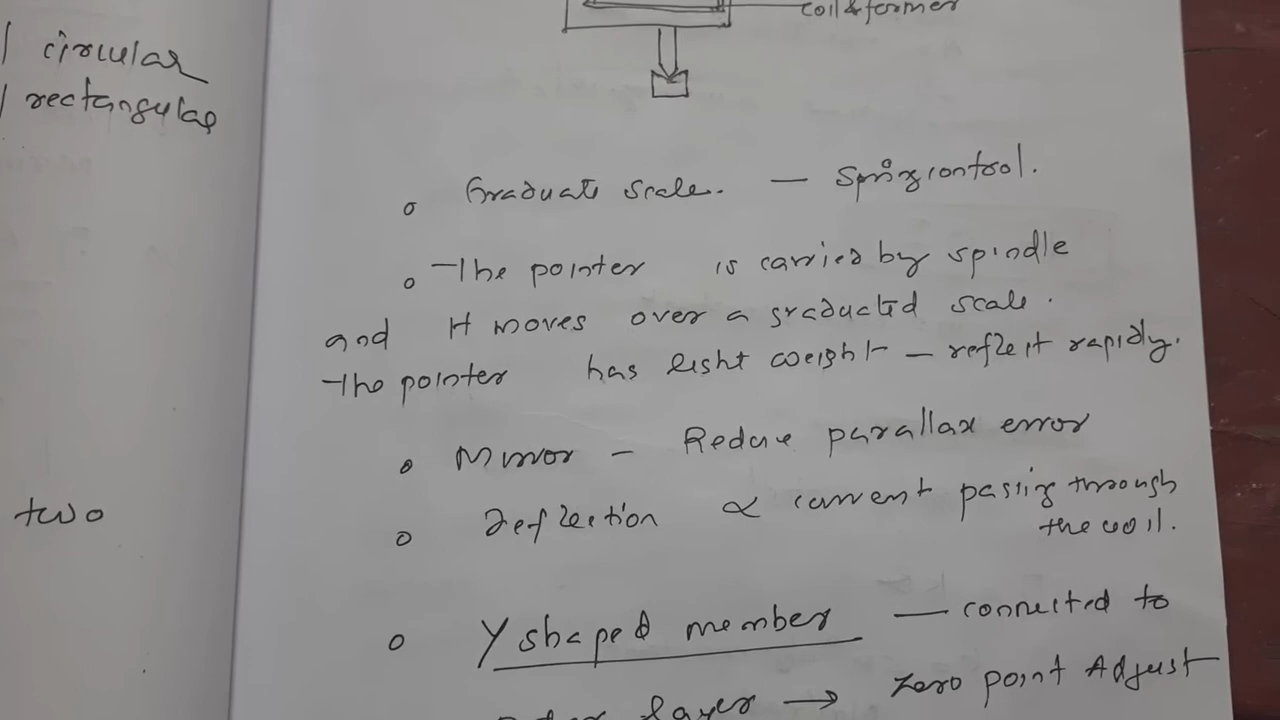 coil & former
circular
rectangular
o Graduate scale. — Spring control.
o The pointer is carried by spindle
and it moves over a graduated scale.
The pointer has light weight — reflect rapidly.
o Mirror — Reduce parallax error
o Deflection ∝ current passing through
the coil.
two
o Y shaped member — connected to
layer → zero point Adjust